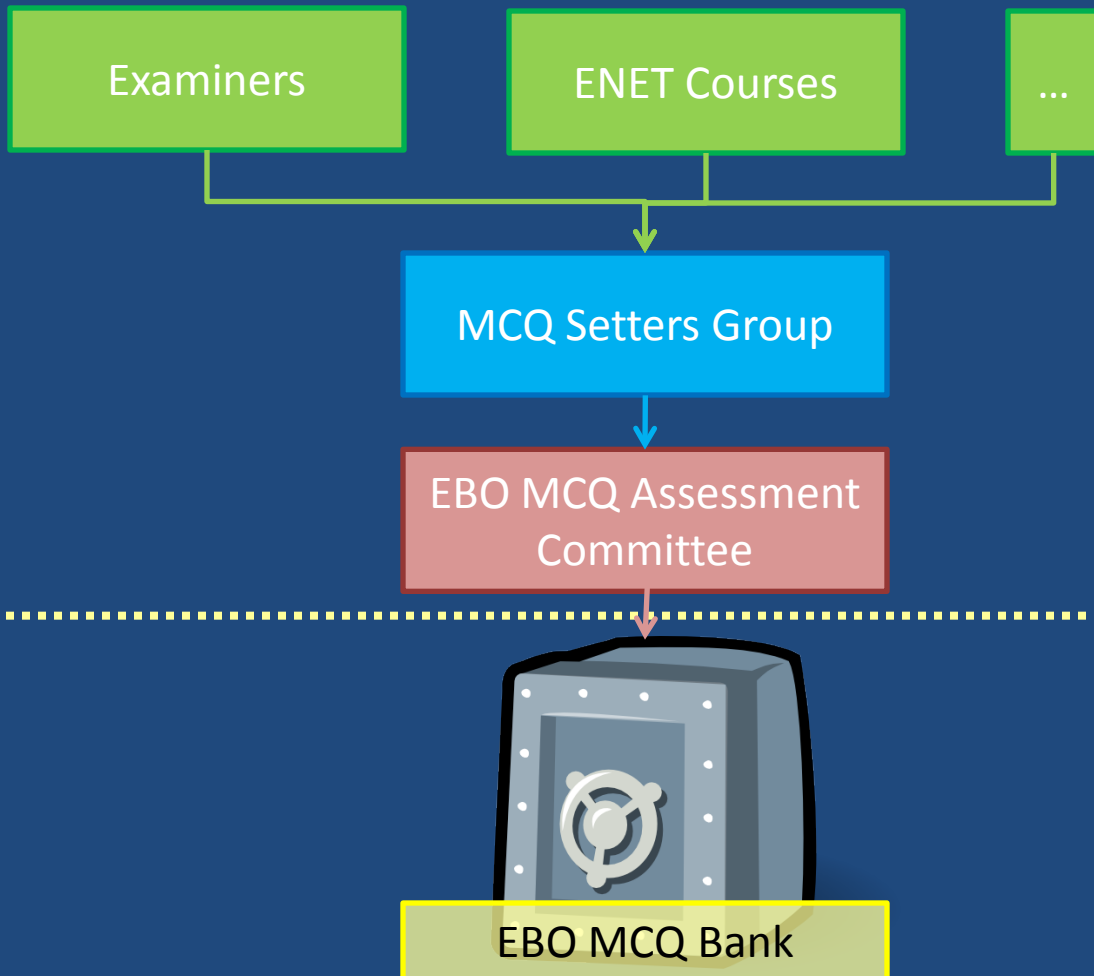 Examiners
ENET Courses
...
MCQ Setters Group
EBO MCQ Assessment
Committee
EBO MCQ Bank